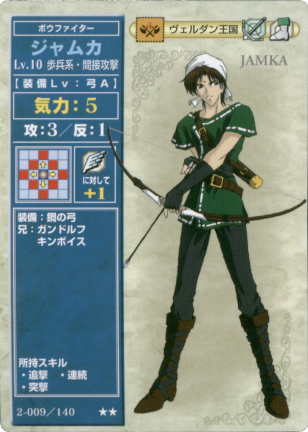 ボウファイター
ジャムカ
Lv.10 歩兵系・間接攻撃
【装備Lv:弓A】
気力:5
攻:3/反:1
に対して
+1
装備:鋼の弓
兄:ガンドルフ
キンボイス
所持スキル
・追撃 ・連続
・突撃
2-009/140 ★★
ヴェルダン王国
JAMKA